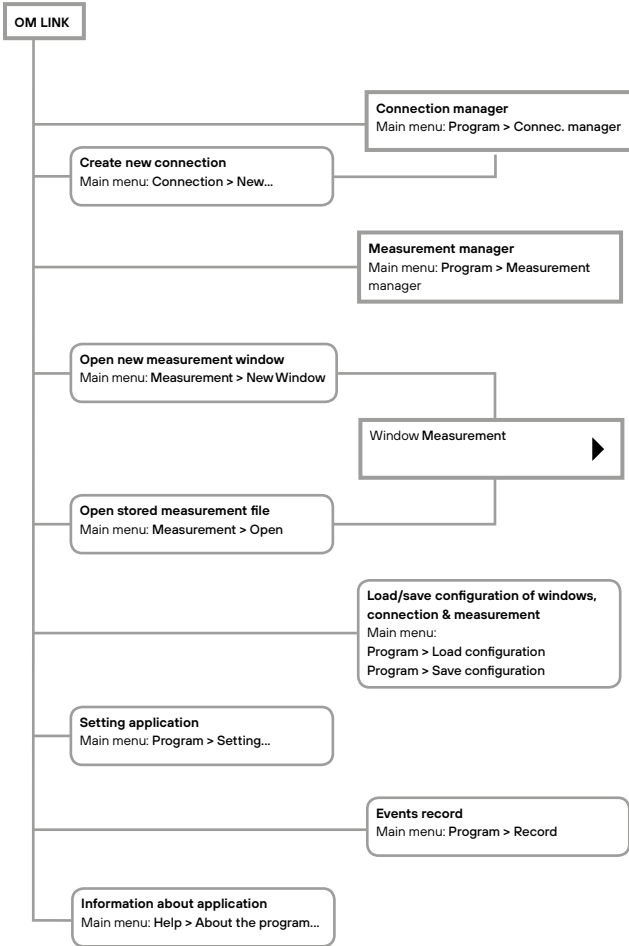 OM LINK
Connection manager
Main menu: Program > Connec. manager
Create new connection
Main menu: Connection > New...
Measurement manager
Main menu: Program > Measurement
manager
Open new measurement window
Main menu: Measurement > New Window
Window Measurement
Open stored measurement file
Main menu: Measurement > Open
Load/save configuration of windows,
connection & measurement
Main menu:
Program > Load configuration
Program > Save configuration
Setting application
Main menu: Program > Setting...
Events record
Main menu: Program > Record
Information about application
Main menu: Help > About the program...